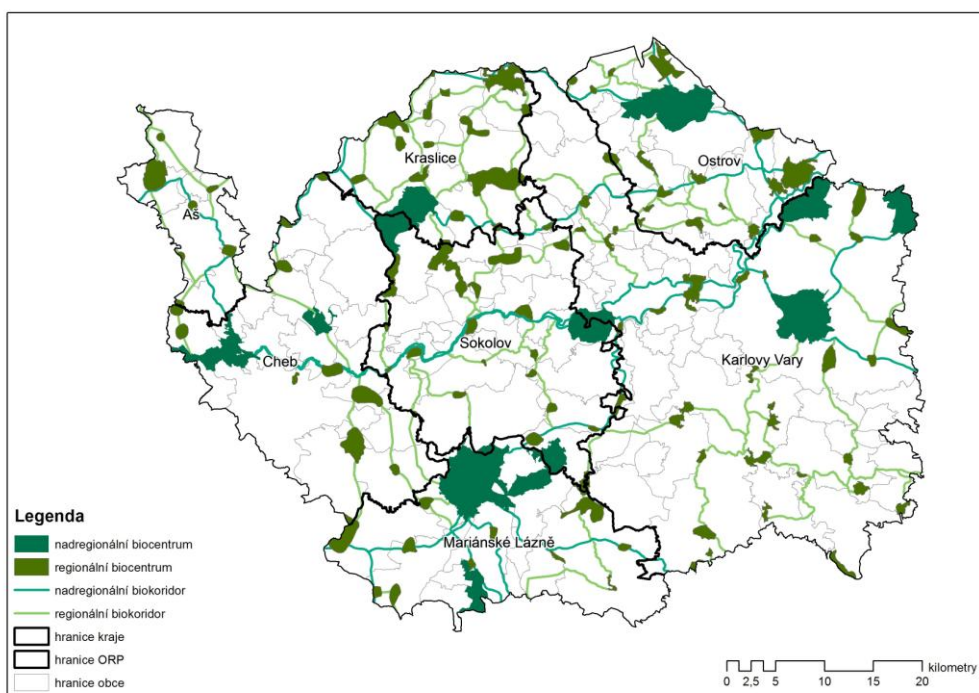 Kraslice
Ostrov
Aš
Sokolov
Cheb
Karlovy Vary
Mariánské Lázně
Legenda
nadregionální biocentrum
regionální biocentrum
nadregionální biokoridor
regionální biokoridor
hranice kraje
hranice ORP
hranice obce
kilometry
0 2,5 5 10 15 20